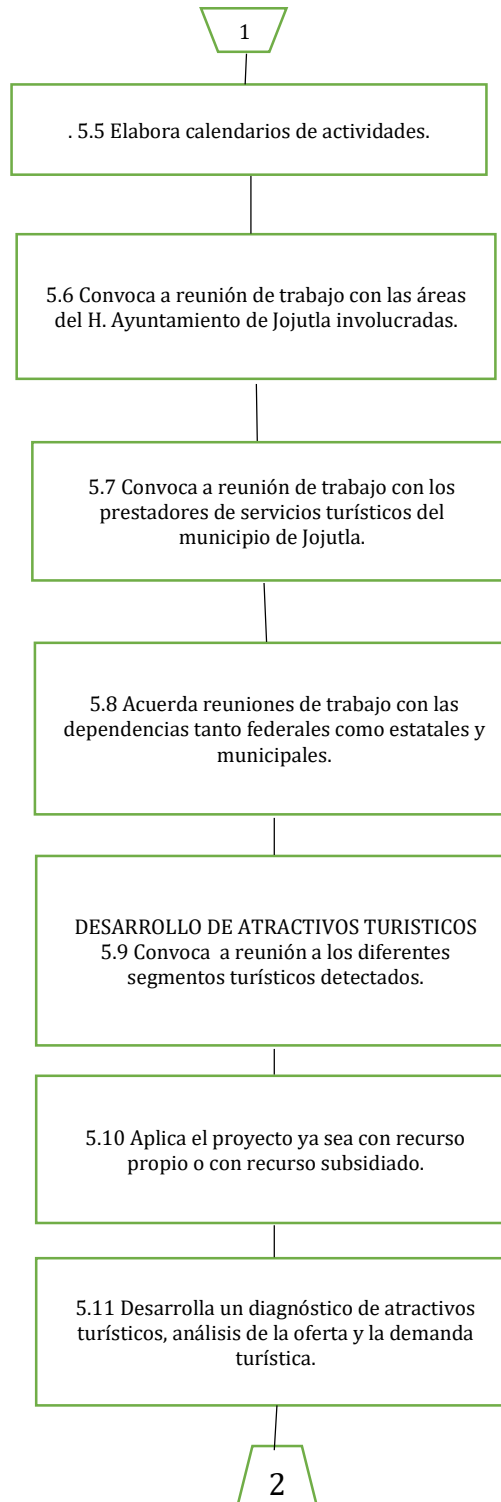 1
. 5.5 Elabora calendarios de actividades.
5.6 Convoca a reunión de trabajo con las áreas
del H. Ayuntamiento de Jojutla involucradas.
5.7 Convoca a reunión de trabajo con los
prestadores de servicios turísticos del
municipio de Jojutla.
5.8 Acuerda reuniones de trabajo con las
dependencias tanto federales como estatales y
municipales.
DESARROLLO DE ATRACTIVOS TURISTICOS
5.9 Convoca  a reunión a los diferentes
segmentos turísticos detectados.
5.10 Aplica el proyecto ya sea con recurso
propio o con recurso subsidiado.
5.11 Desarrolla un diagnóstico de atractivos
turísticos, análisis de la oferta y la demanda
turística.
2